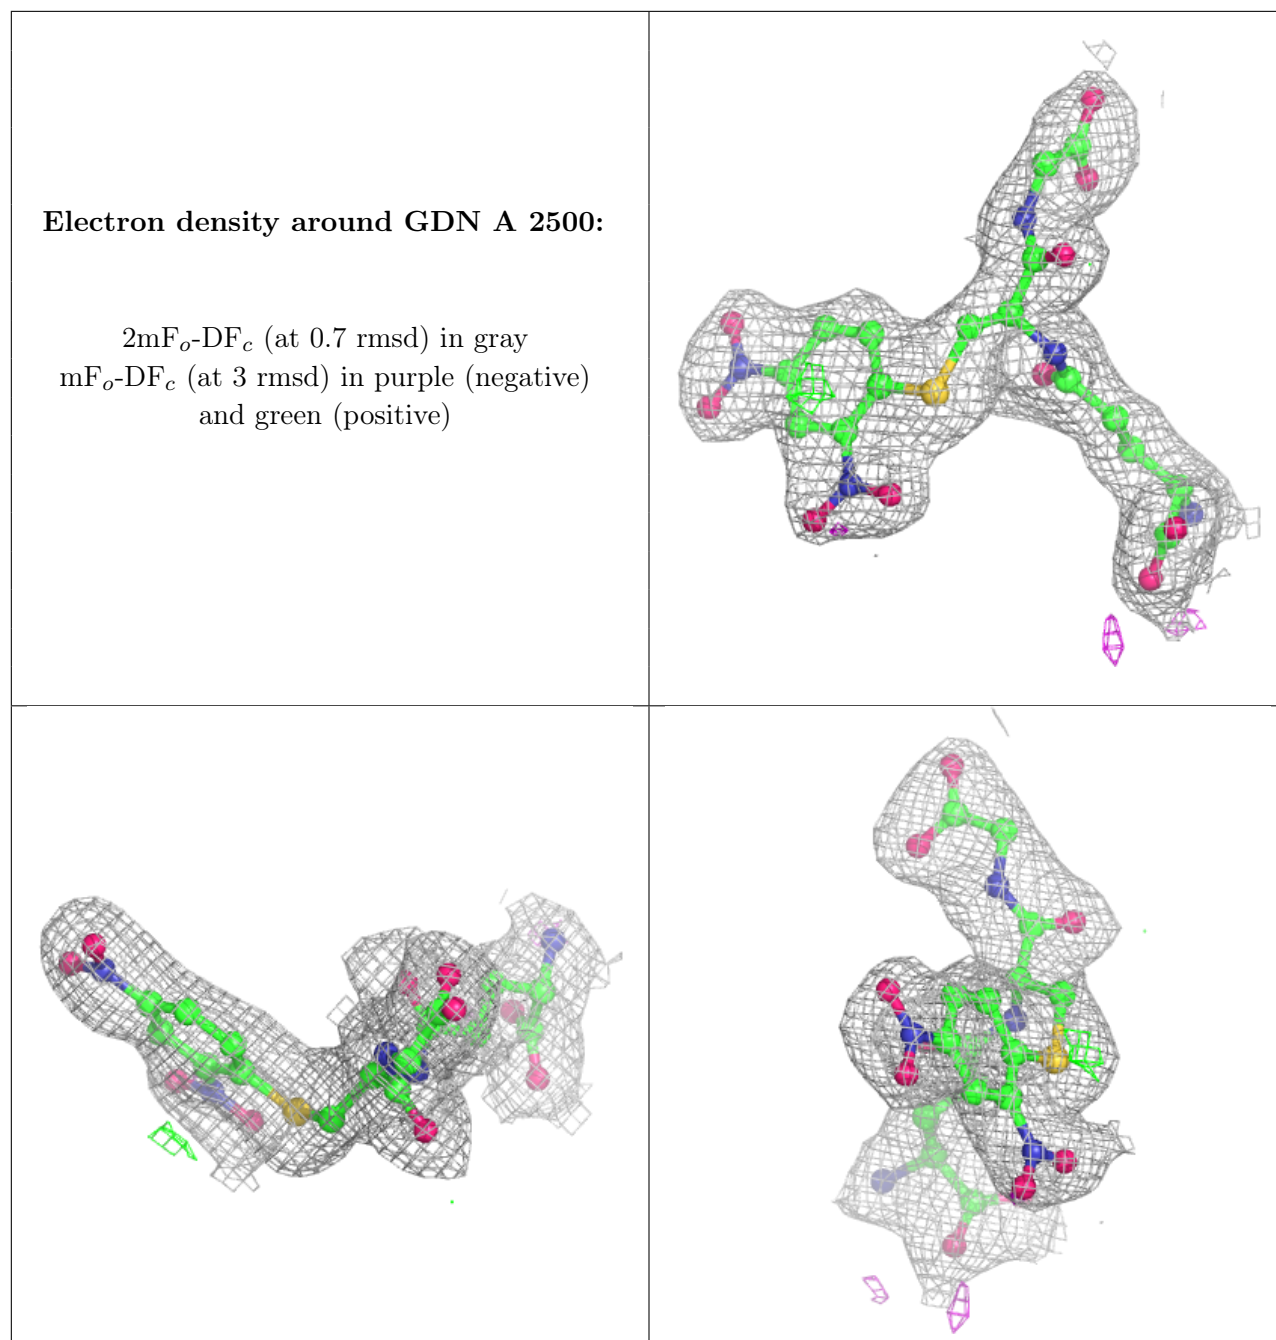 Electron density around GDN A 2500:
2mFo-DFc (at 0.7 rmsd) in gray
mFo-DFc (at 3 rmsd) in purple (negative)
and green (positive)